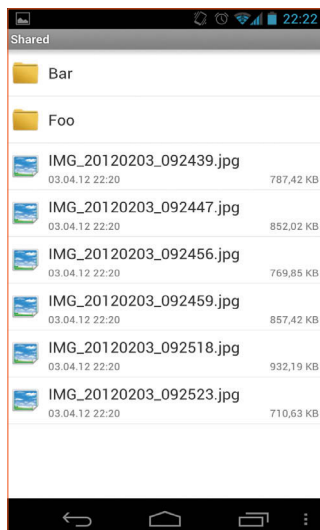 22:22
Shared
Bar
Foo
IMG_20120203_092439.jpg
03.04.12 22:20 787,42 KB
IMG_20120203_092447.jpg
03.04.12 22:20 852,02 KB
IMG_20120203_092456.jpg
03.04.12 22:20 769,85 KB
IMG_20120203_092459.jpg
03.04.12 22:20 857,42 KB
IMG_20120203_092518.jpg
03.04.12 22:20 932,19 KB
IMG_20120203_092523.jpg
03.04.12 22:20 710,63 KB